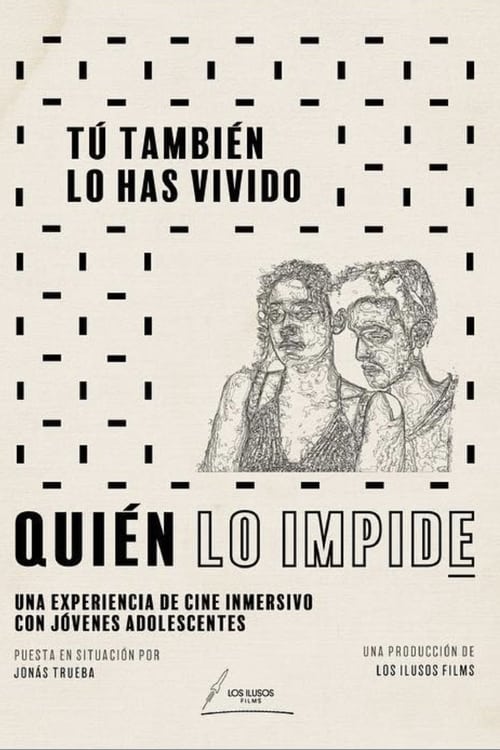 TÚ TAMBIÉN
LO HAS VIVIDO
QUIÉN LO IMPIDE
UNA EXPERIENCIA DE CINE INMERSIVO
CON JÓVENES ADOLESCENTES
PUESTA EN SITUACIÓN POR
JONÁS TRUEBA
UNA PRODUCCIÓN DE
LOS ILUSOS FILMS
LOS ILUSOS
FILMS